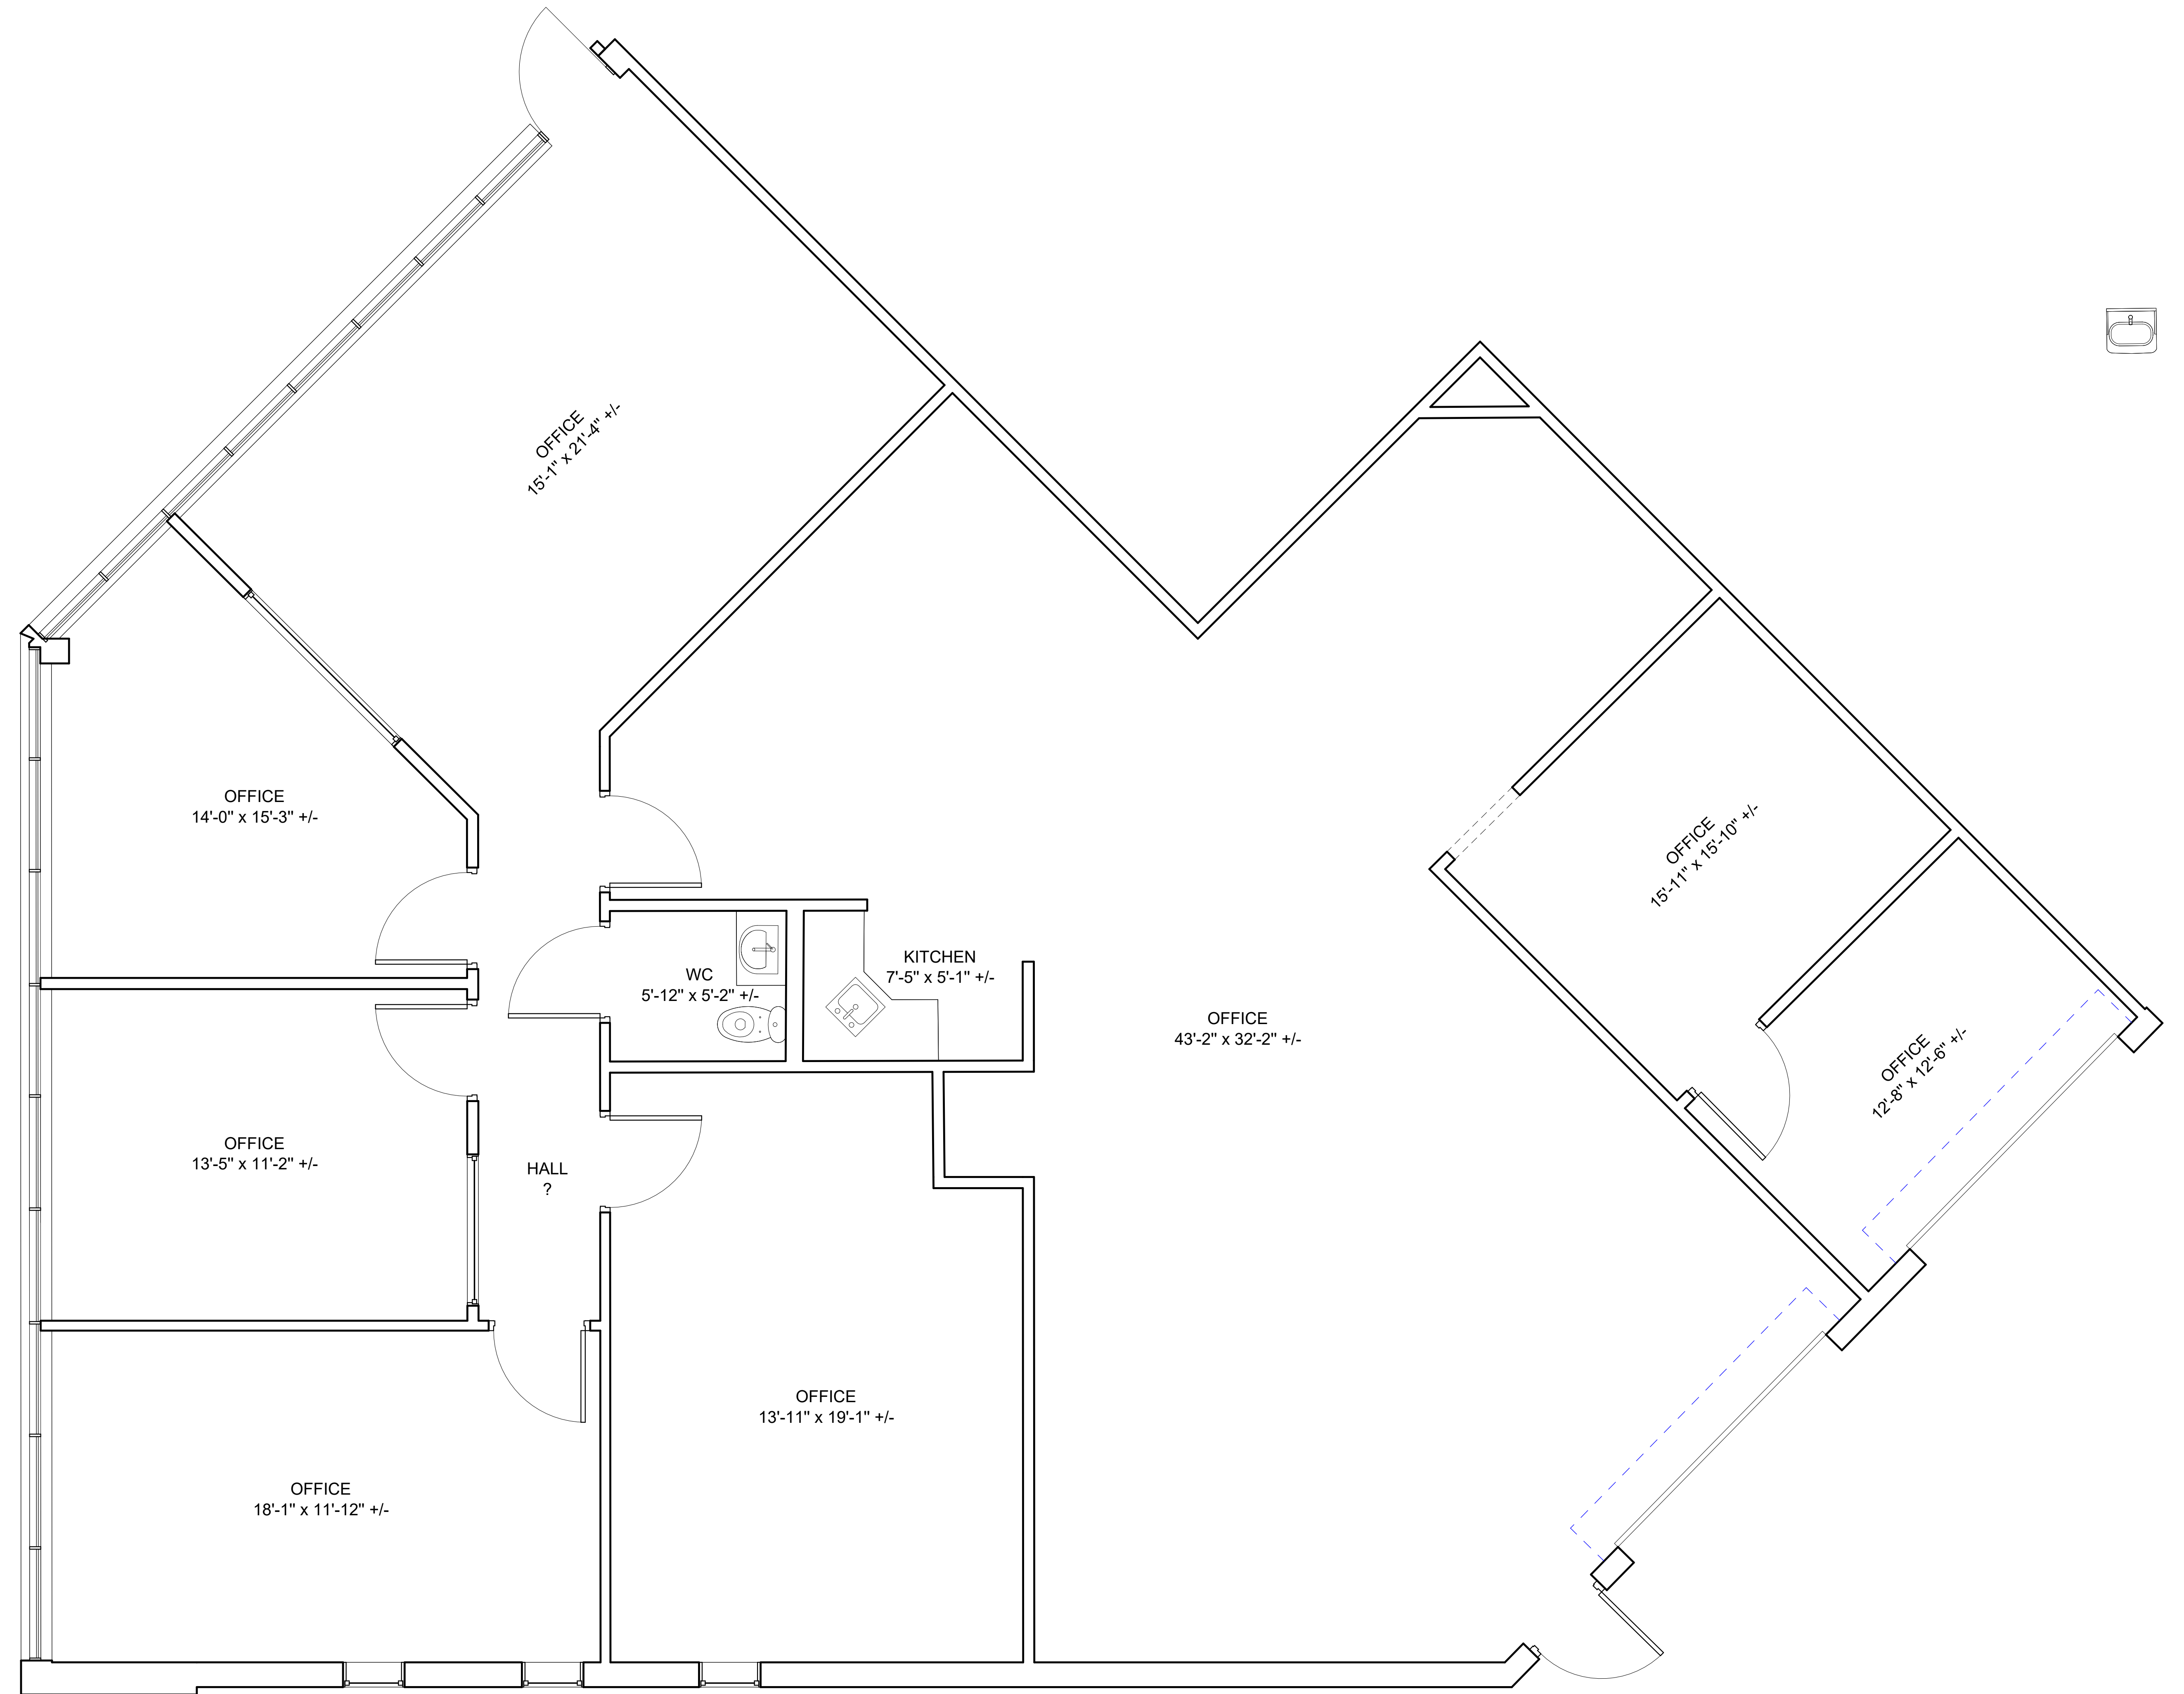 OFFICE
15'-1" x 21'-4" +/-
OFFICE
14'-0" x 15'-3" +/-
OFFICE
15'-11" x 15'-10" +/-
KITCHEN
7'-5" x 5'-1" +/-
WC
5'-12" x 5'-2" +/-
OFFICE
43'-2" x 32'-2" +/-
OFFICE
12'-8" x 12'-6" +/-
OFFICE
13'-5" x 11'-2" +/-
HALL
?
OFFICE
13'-11" x 19'-1" +/-
OFFICE
18'-1" x 11'-12" +/-